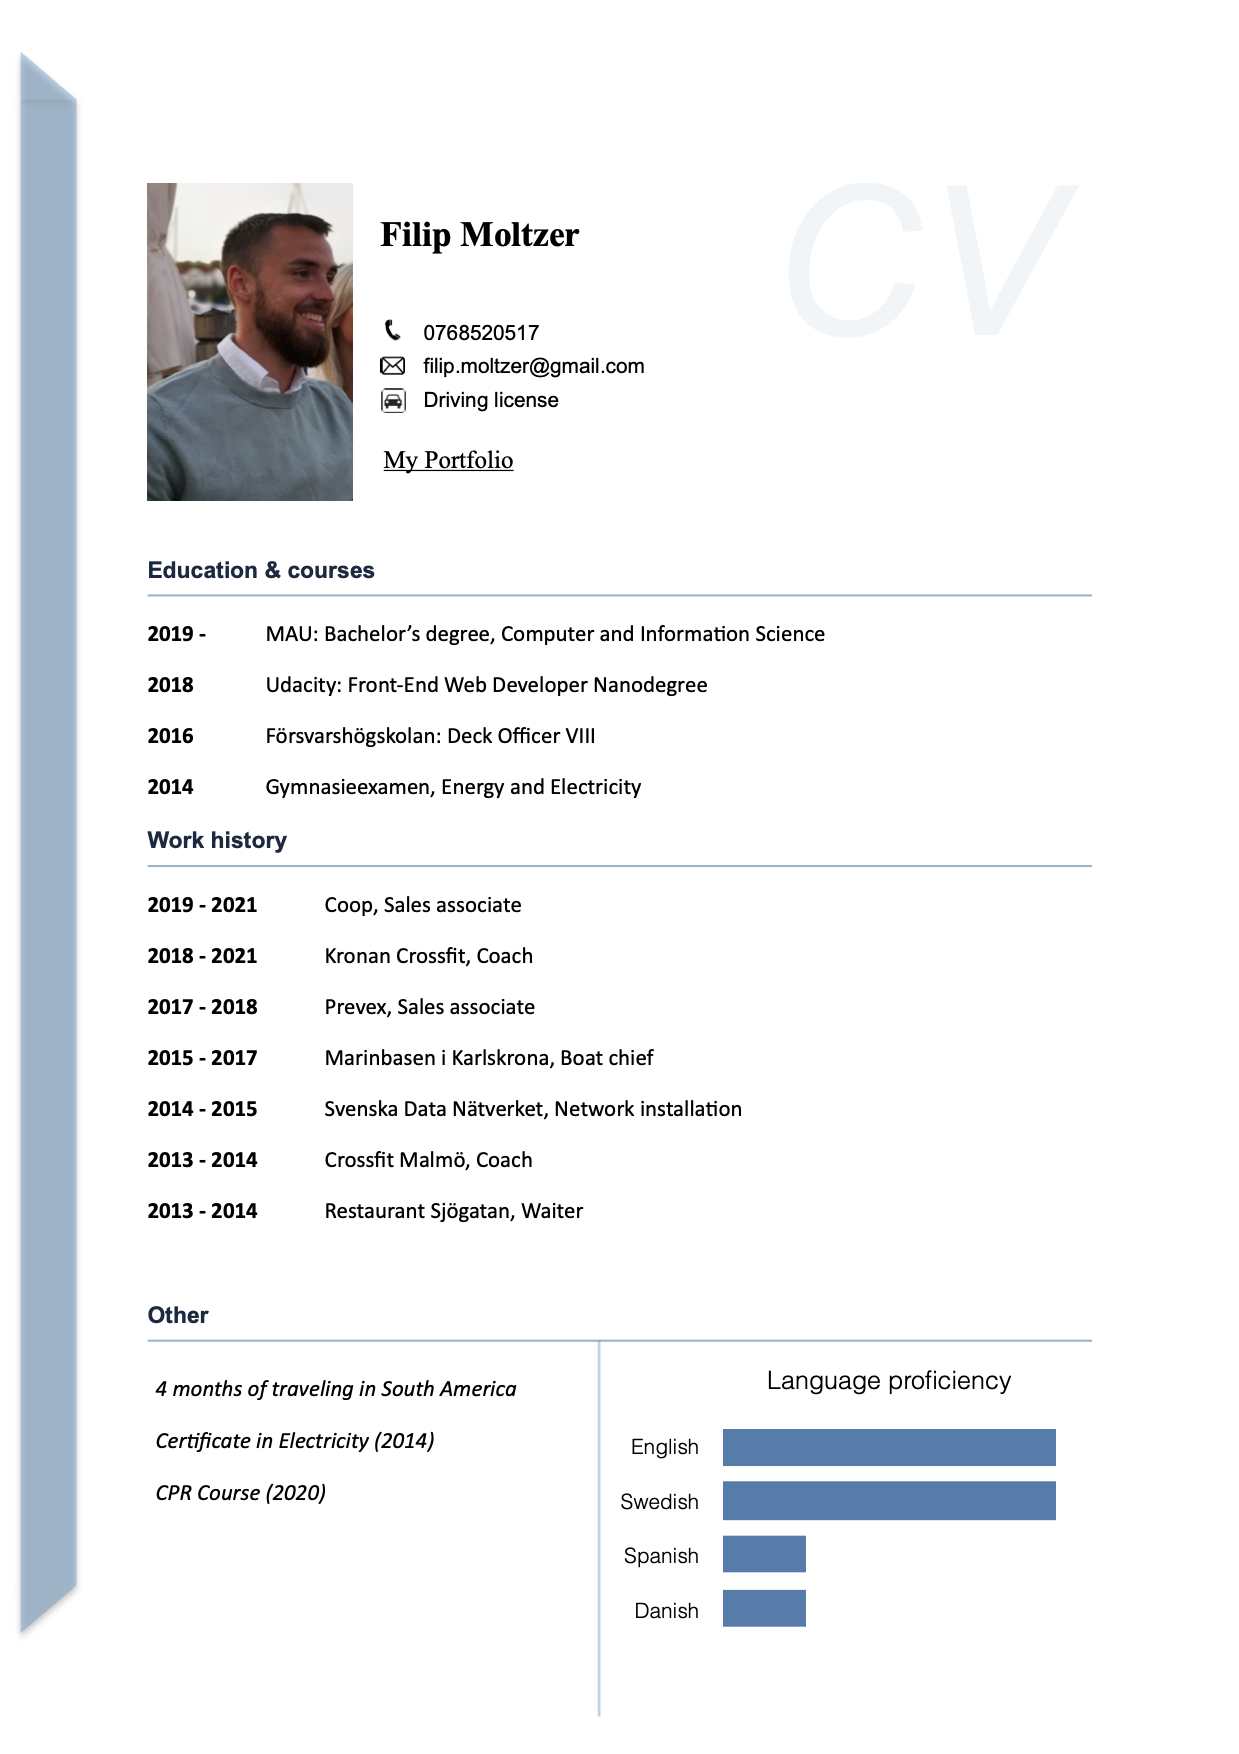 CV
Filip Moltzer
0768520517
filip.moltzer@gmail.com
Driving license
My Portfolio
Education & courses
2019 - MAU: Bachelor’s degree, Computer and Information Science
2018 Udacity: Front-End Web Developer Nanodegree
2016 Försvarshögskolan: Deck Officer VIII
2014 Gymnasieexamen, Energy and Electricity
Work history
2019 - 2021 Coop, Sales associate
2018 - 2021 Kronan Crossfit, Coach
2017 - 2018 Prevex, Sales associate
2015 - 2017 Marinbasen i Karlskrona, Boat chief
2014 - 2015 Svenska Data Nätverket, Network installation
2013 - 2014 Crossfit Malmö, Coach
2013 - 2014 Restaurant Sjögatan, Waiter
Other
4 months of traveling in South America
Certificate in Electricity (2014)
CPR Course (2020)
Language proficiency
English
Swedish
Spanish
Danish